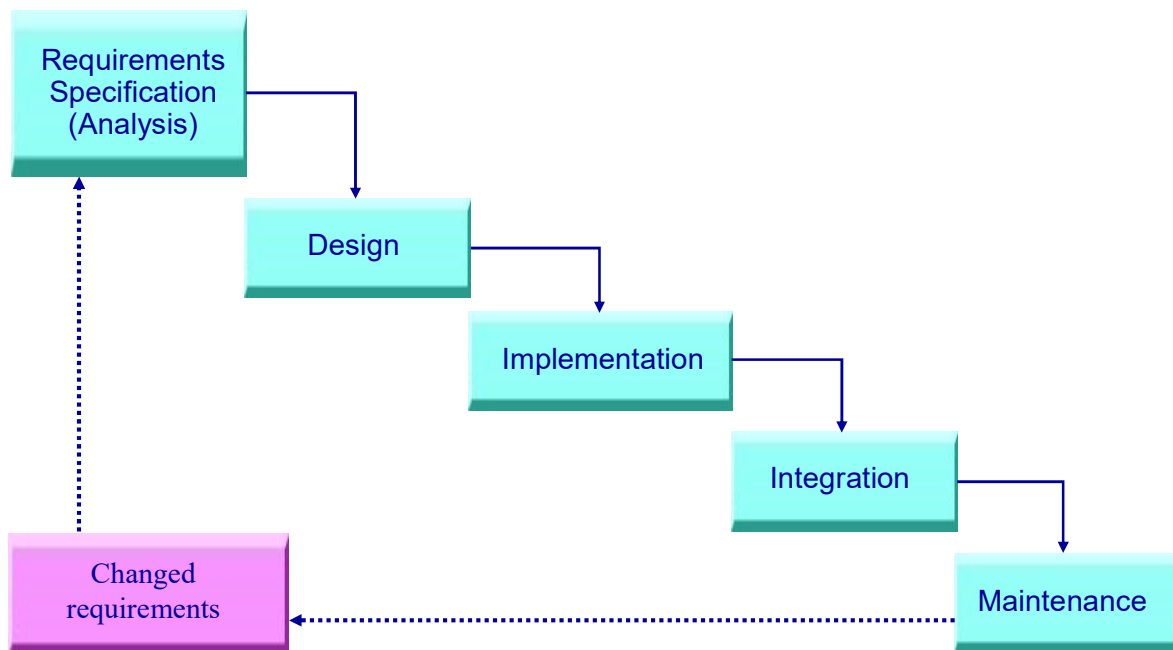 Requirements
Specification
(Analysis)
Design
Implementation
Integration
Maintenance
Changed
requirements